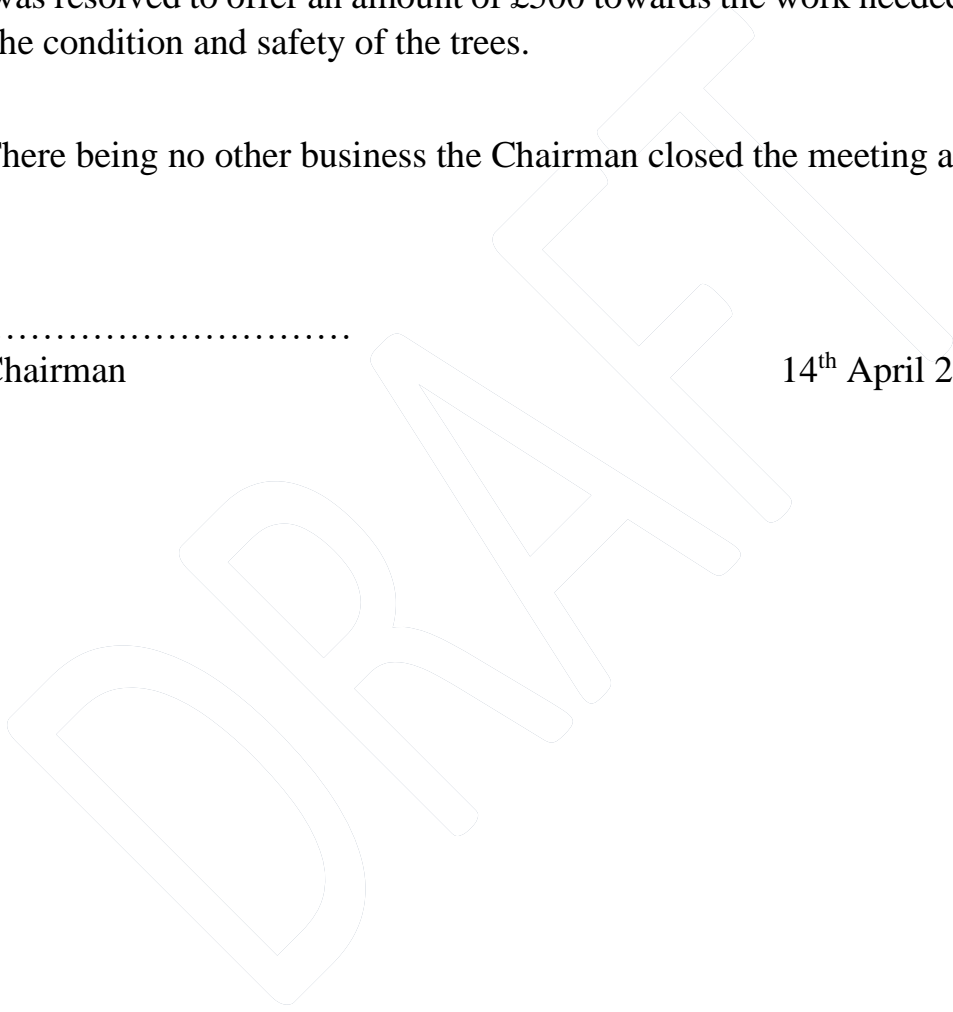 was resolved to offer an amount of £500 towards the work needed
the condition and safety of the trees.
There being no other business the Chairman closed the meeting a
…………………………
Chairman 14th April 2
DRAFT